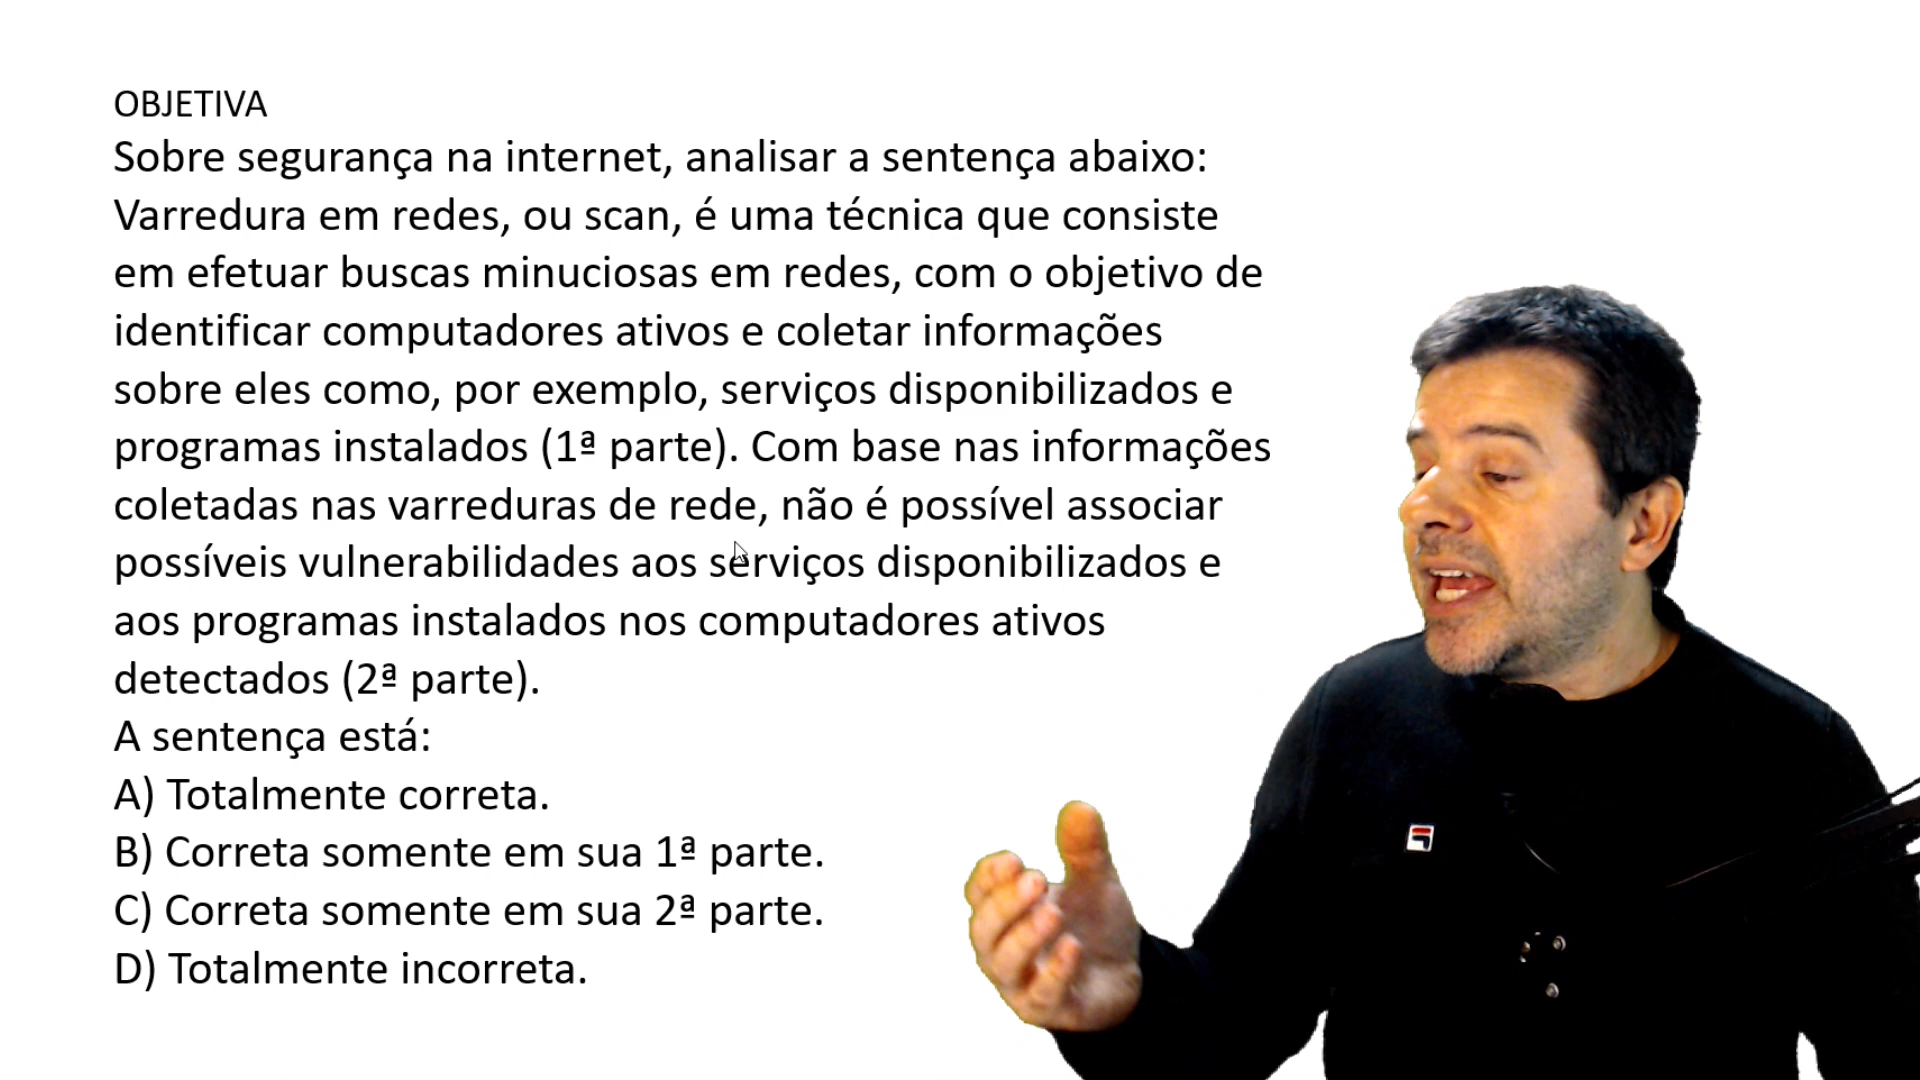 OBJETIVA
Sobre segurança na internet, analisar a sentença abaixo:
Varredura em redes, ou scan, é uma técnica que consiste
em efetuar buscas minuciosas em redes, com o objetivo de
identificar computadores ativos e coletar informações
sobre eles como, por exemplo, serviços disponibilizados e
programas instalados (1ª parte). Com base nas informações
coletadas nas varreduras de rede, não é possível associar
possíveis vulnerabilidades aos serviços disponibilizados e
aos programas instalados nos computadores ativos
detectados (2ª parte).
A sentença está:
A) Totalmente correta.
B) Correta somente em sua 1ª parte.
C) Correta somente em sua 2ª parte.
D) Totalmente incorreta.